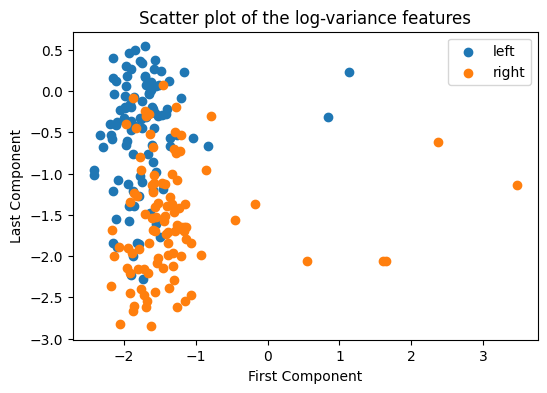 Scatter plot of the log-variance features
left
right
0.5
0.0
−0.5
−1.0
−1.5
−2.0
−2.5
−3.0
Last Component
−2
−1
0
1
2
3
First Component